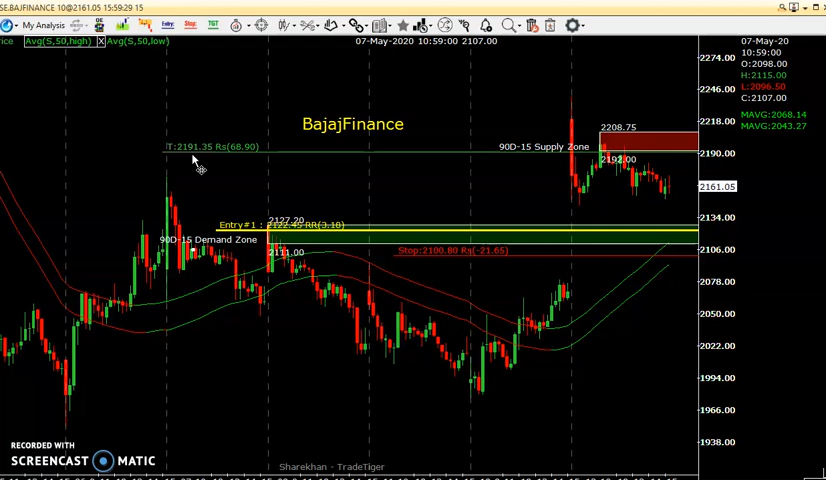 SE.BAJFINANCE 10@2161.05 15:59:29 15
My Analysis
Entry:
Stop:
TGT
rice Avg(S,50,high) X Avg(S,50,low)
07-May-2020 10:59:00 2107.00
07-May-20
10:59:00
O:2098.00
H:2115.00
L:2096.50
C:2107.00
MAVG:2068.14
MAVG:2043.27
BajajFinance
T:2191.35 Rs(68.90)
90D-15 Supply Zone
2208.75
2192.00
2127.20
Entry#1 : 2122.45 RR(3.18)
90D-15 Demand Zone
2111.00
Stop:2100.80 Rs(-21.65)
2274.00
2246.00
2218.00
2190.00
2161.05
2134.00
2106.00
2078.00
2050.00
2022.00
1994.00
1966.00
1938.00
RECORDED WITH
SCREENCAST MATIC
Sharekhan - TradeTiger